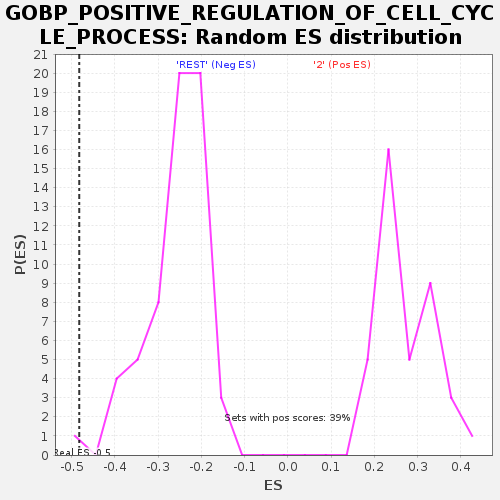 GOBP_POSITIVE_REGULATION_OF_CELL_CYC
LE_PROCESS: Random ES distribution
'REST' (Neg ES) '2' (Pos ES)
21
20
19
18
17
16
15
14
13
12
11
10
9
8
7
6
5
4
3
2
1
0
P(ES)
Sets with pos scores: 39%
Real ES -0.5
-0.5 -0.4 -0.3 -0.2 -0.1 0.0 0.1 0.2 0.3 0.4
ES